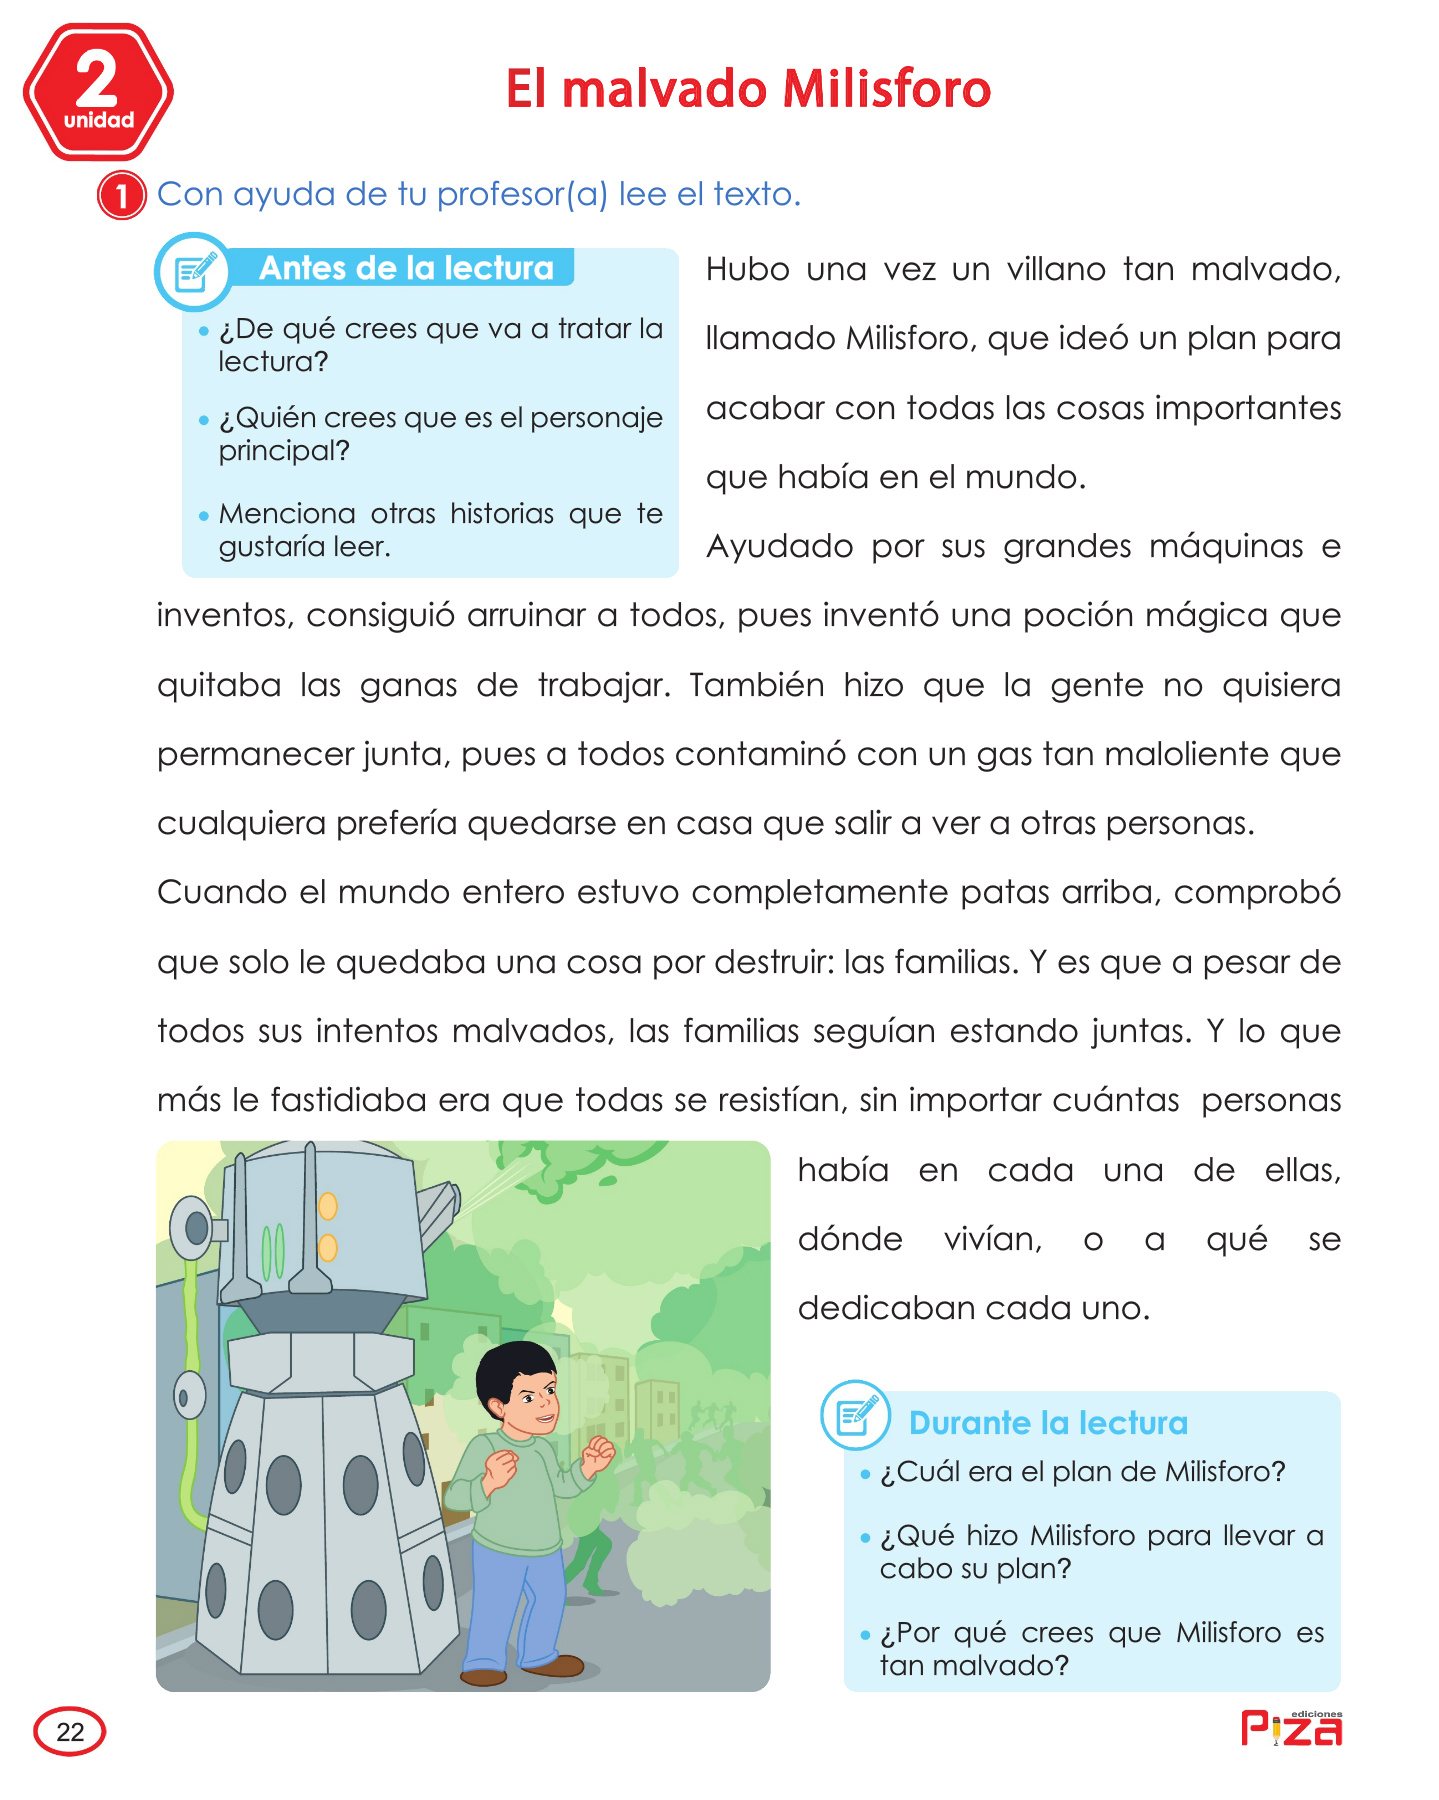 2
unidad
El malvado Milisforo
1 Con ayuda de tu profesor(a) lee el texto.
Antes de la lectura
• ¿De qué crees que va a tratar la
lectura?
• ¿Quién crees que es el personaje
principal?
• Menciona otras historias que te
gustaría leer.
Hubo una vez un villano tan malvado,
llamado Milisforo, que ideó un plan para
acabar con todas las cosas importantes
que había en el mundo.
Ayudado por sus grandes máquinas e
inventos, consiguió arruinar a todos, pues inventó una poción mágica que
quitaba las ganas de trabajar. También hizo que la gente no quisiera
permanecer junta, pues a todos contaminó con un gas tan maloliente que
cualquiera prefería quedarse en casa que salir a ver a otras personas.
Cuando el mundo entero estuvo completamente patas arriba, comprobó
que solo le quedaba una cosa por destruir: las familias. Y es que a pesar de
todos sus intentos malvados, las familias seguían estando juntas. Y lo que
más le fastidiaba era que todas se resistían, sin importar cuántas personas
había en cada una de ellas,
dónde vivían, o a qué se
dedicaban cada uno.
Durante la lectura
• ¿Cuál era el plan de Milisforo?
• ¿Qué hizo Milisforo para llevar a
cabo su plan?
• ¿Por qué crees que Milisforo es
tan malvado?
22
ediciones
Piza